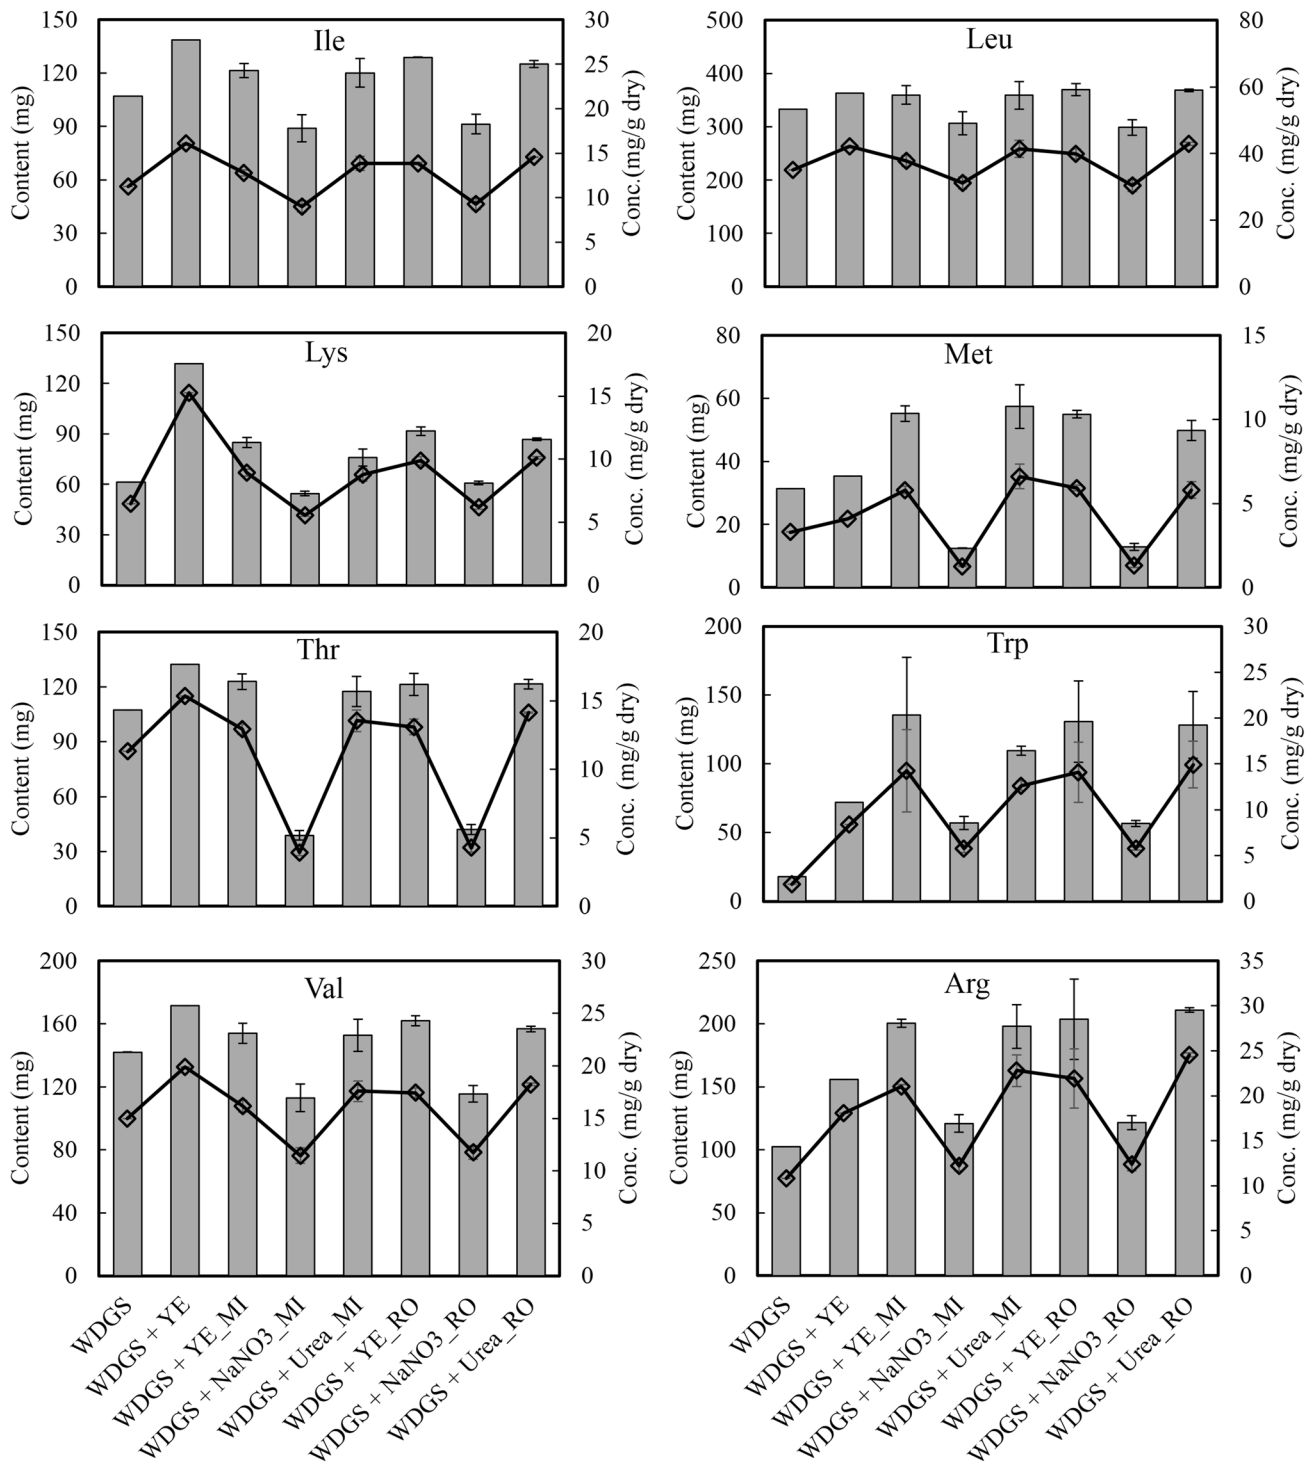 Ile
Content (mg)
150
120
90
60
30
0
30
25
20
15
10
5
0
Conc.(mg/g dry)
Leu
Content (mg)
500
400
300
200
100
0
80
60
40
20
0
Conc. (mg/g dry)
Lys
Content (mg)
150
120
90
60
30
0
20
15
10
5
0
Conc. (mg/g dry)
Met
Content (mg)
80
60
40
20
0
15
10
5
0
Conc. (mg/g dry)
Thr
Content (mg)
150
120
90
60
30
0
20
15
10
5
0
Conc. (mg/g dry)
Trp
Content (mg)
200
150
100
50
0
30
25
20
15
10
5
0
Conc. (mg/g dry)
Val
Content (mg)
200
160
120
80
40
0
30
25
20
15
10
5
0
Conc. (mg/g dry)
WDGS
WDGS + YE
WDGS + YE_MI
WDGS + NaNO3_MI
WDGS + Urea_MI
WDGS + YE_RO
WDGS + NaNO3_RO
WDGS + Urea_RO
Arg
Content (mg)
250
200
150
100
50
0
35
30
25
20
15
10
5
0
Conc. (mg/g dry)
WDGS
WDGS + YE
WDGS + YE_MI
WDGS + NaNO3_MI
WDGS + Urea_MI
WDGS + YE_RO
WDGS + NaNO3_RO
WDGS + Urea_RO